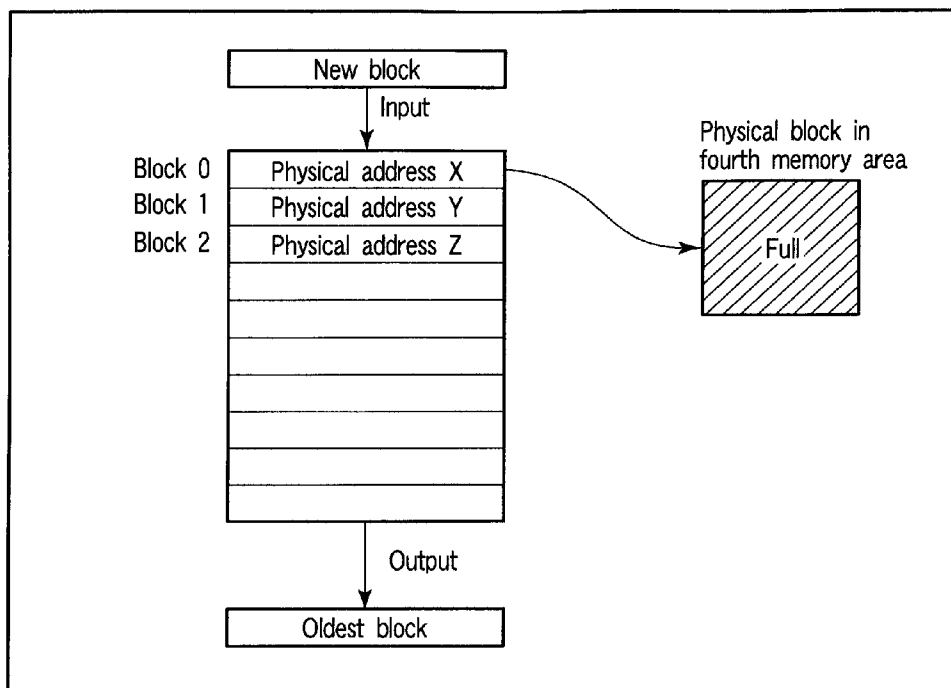 New block
Input
Block 0
Physical address X
Block 1
Physical address Y
Block 2
Physical address Z
Physical block in
fourth memory area
Full
Output
Oldest block